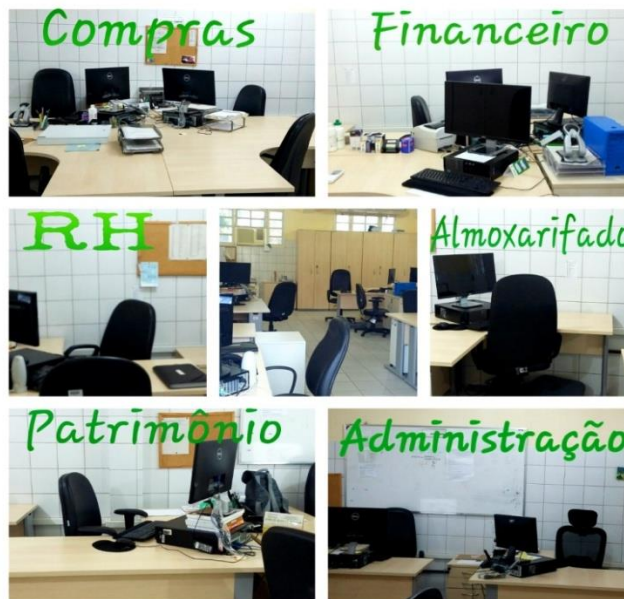 Compras
Financeiro
RH
Almoxarifado
Patrimônio
Administração